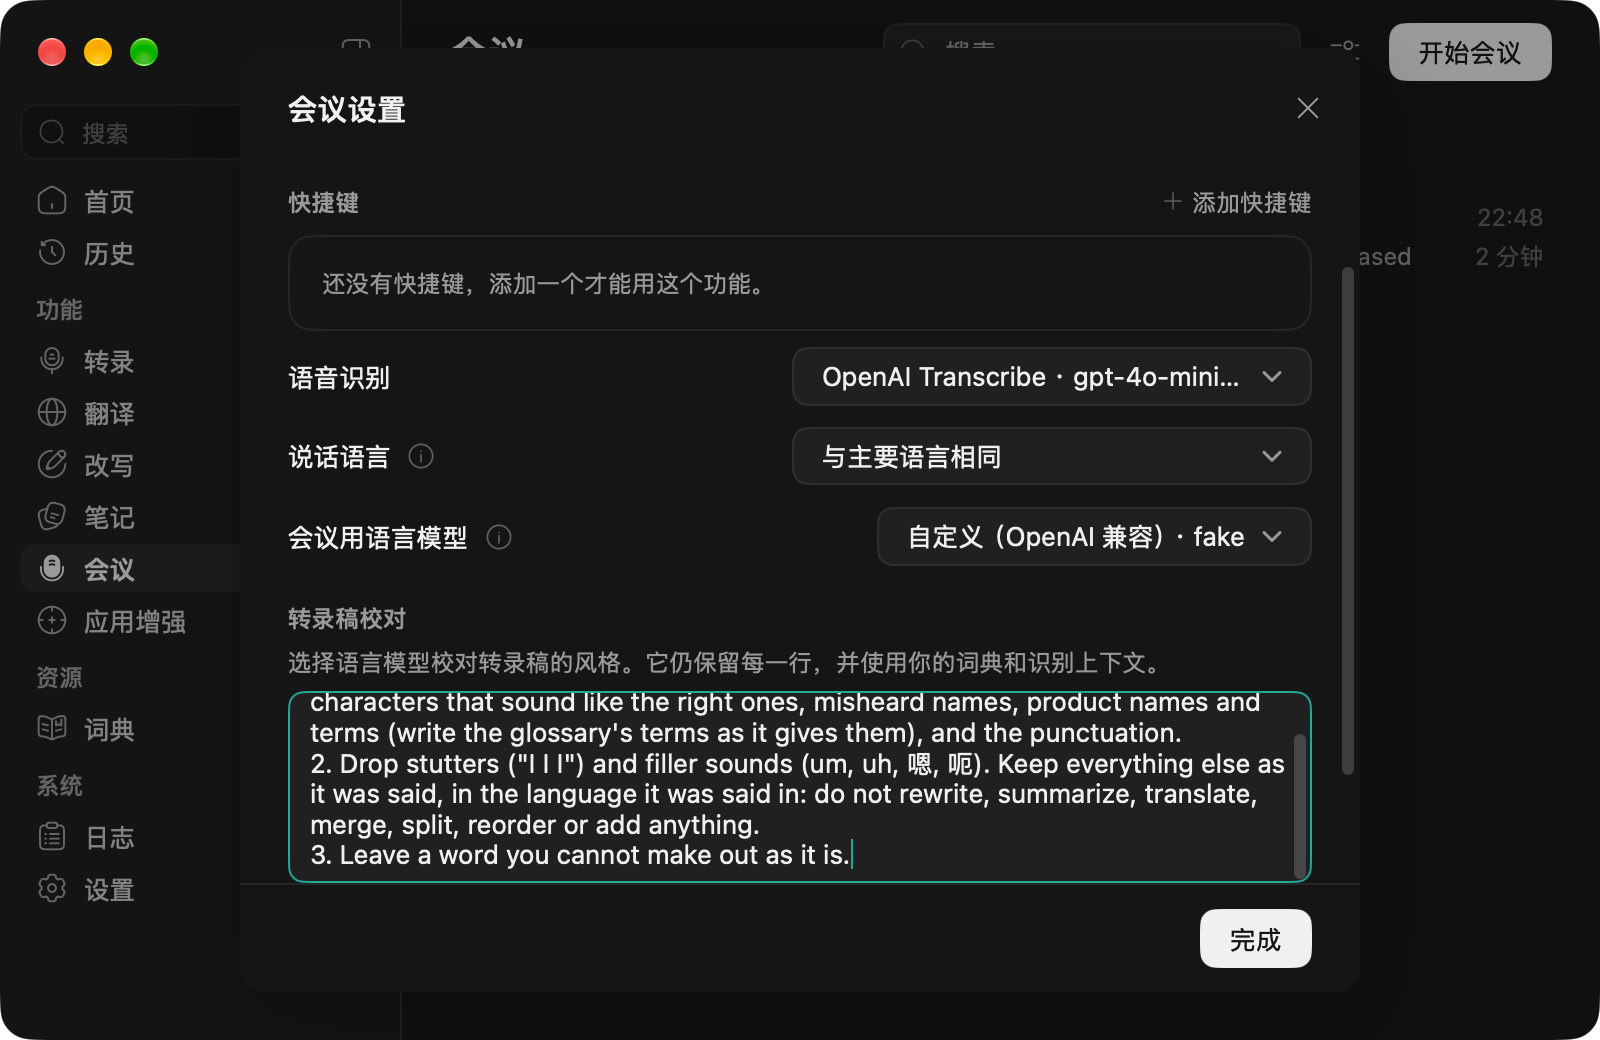 会议
搜索
开始会议
搜索
首页
历史
功能
转录
翻译
改写
笔记
会议
应用增强
资源
词典
系统
日志
设置
22:48
ased
2 分钟
会议设置
快捷键
添加快捷键
还没有快捷键，添加一个才能用这个功能。
语音识别
OpenAI Transcribe · gpt-4o-mini...
说话语言
与主要语言相同
会议用语言模型
自定义（OpenAI 兼容）· fake
转录稿校对
选择语言模型校对转录稿的风格。它仍保留每一行，并使用你的词典和识别上下文。
characters that sound like the right ones, misheard names, product names and
terms (write the glossary's terms as it gives them), and the punctuation.
2. Drop stutters ("I I I") and filler sounds (um, uh, 嗯, 呃). Keep everything else as
it was said, in the language it was said in: do not rewrite, summarize, translate,
merge, split, reorder or add anything.
3. Leave a word you cannot make out as it is.
完成